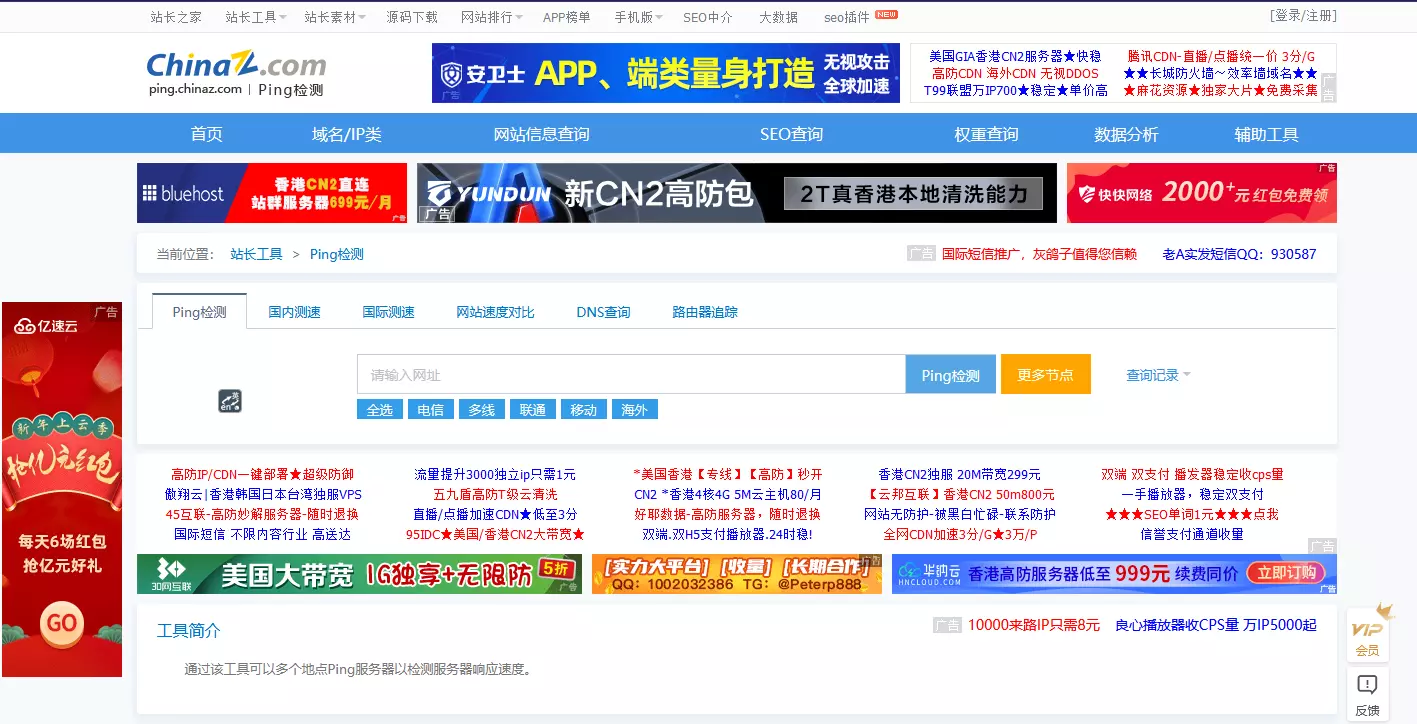 站长之家 站长工具 站长素材 源码下载 网站排行 APP榜单 手机版 SEO中介 大数据 seo插件 NEW [登录/注册]
ChinaZ.com
ping.chinaz.com | Ping检测
安卫士 APP、端类量身打造 无视攻击 全球加速
广告
美国GIA香港CN2服务器★快稳 腾讯CDN-直播/点播统一价 3分/G
高防CDN 海外CDN 无视DDOS ★★长城防火墙～效率墙域名★★
T99联盟万IP700★稳定★单价高 ★麻花资源★独家大片★免费采集
广告
首页 域名/IP类 网站信息查询 SEO查询 权重查询 数据分析 辅助工具
bluehost 香港CN2直连 站群服务器699元/月 广告
YUNDUN 新CN2高防包 2T真香港本地清洗能力 广告
快快网络 2000+元红包免费领 广告
当前位置： 站长工具 > Ping检测 广告 国际短信推广，灰鸽子值得您信赖 老A实发短信QQ：930587
Ping检测 国内测速 国际测速 网站速度对比 DNS查询 路由器追踪
请输入网址 Ping检测 更多节点 查询记录
英 en
全选 电信 多线 联通 移动 海外
广告
亿速云
新年上云季
抢亿元红包
每天6场红包
抢亿元好礼
GO
高防IP/CDN一键部署★超级防御 流量提升3000独立ip只需1元 *美国香港【专线】【高防】秒开 香港CN2独服 20M带宽299元 双端 双支付 播发器稳定收cps量
傲翔云|香港韩国日本台湾独服VPS 五九盾高防T级云清洗 CN2 *香港4核4G 5M云主机80/月 【云邦互联】香港CN2 50m800元 一手播放器，稳定双支付
45互联-高防妙解服务器-随时退换 直播/点播加速CDN★低至3分 好耶数据-高防服务器，随时退换 网站无防护-被黑白忙碌-联系防护 ★★★SEO单词1元★★★点我
国际短信 不限内容行业 高送达 95IDC★美国/香港CN2大带宽★ 双端.双H5支付播放器.24时稳! 全网CDN加速3分/G★3万/P 信誉支付通道收量
广告
30网互联 美国大带宽 1G独享+无限防 5折 广告
[实力大平台] [收量] [长期合作] 广告
QQ：1002032386 TG：@Peterp888
华纳云 HNCLOUD.COM 香港高防服务器低至 999元 续费同价 立即订购 广告
工具简介 广告 10000来路IP只需8元 良心播放器收CPS量 万IP5000起
通过该工具可以多个地点Ping服务器以检测服务器响应速度。
VIP
会员
反馈